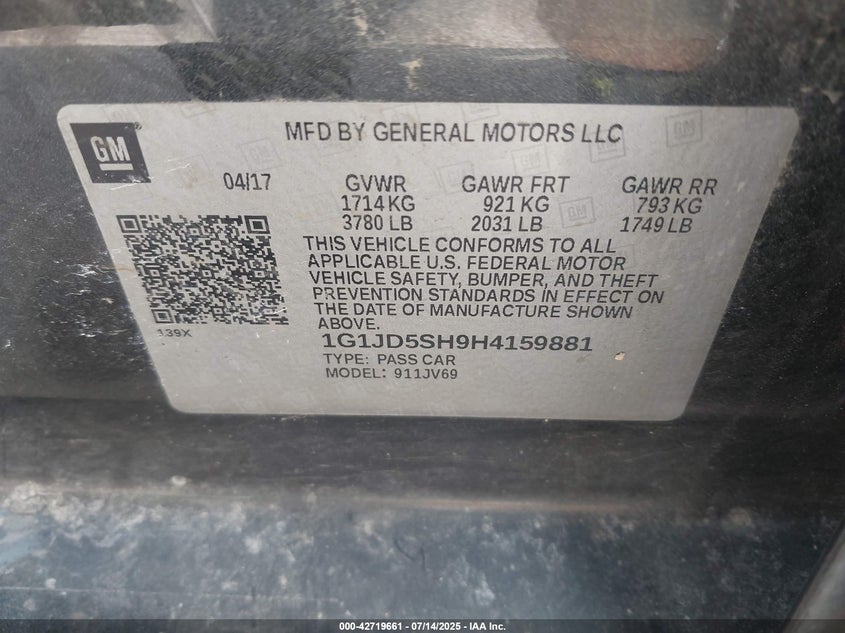 GM
MFD BY GENERAL MOTORS LLC
04/17 GVWR GAWR FRT GAWR RR
1714 KG 921 KG 793 KG
3780 LB 2031 LB 1749 LB
THIS VEHICLE CONFORMS TO ALL
APPLICABLE U.S. FEDERAL MOTOR
VEHICLE SAFETY, BUMPER, AND THEFT
PREVENTION STANDARDS IN EFFECT ON
THE DATE OF MANUFACTURE SHOWN
ABOVE.
139X
1G1JD5SH9H4159881
TYPE: PASS CAR
MODEL: 911JV69
000-42719661 - 07/14/2025 - IAA Inc.